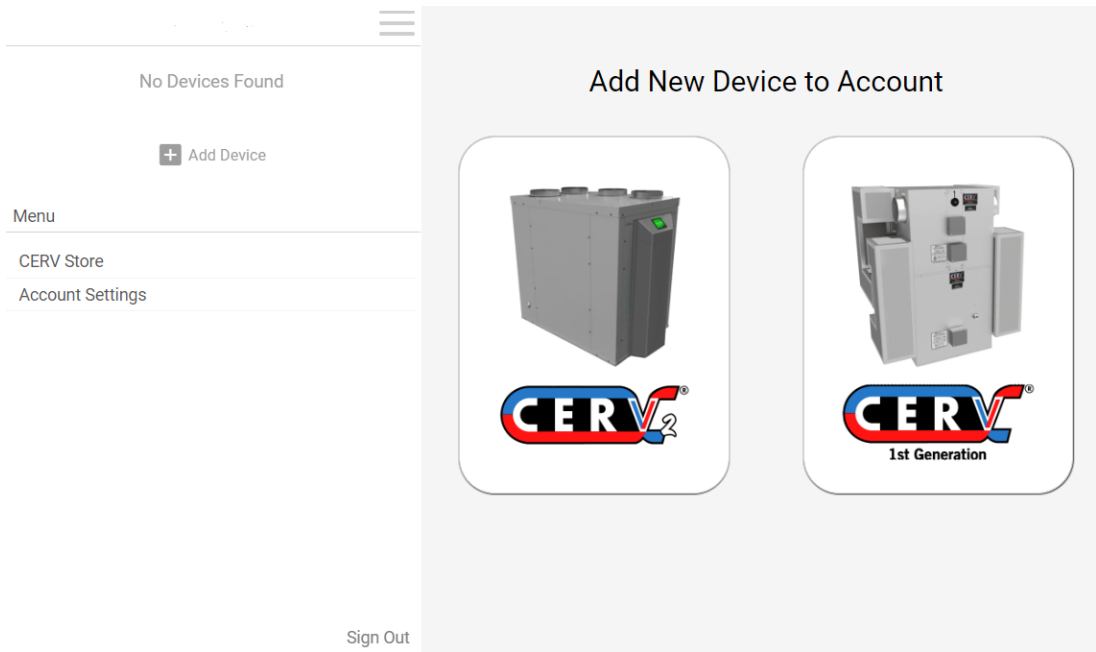 No Devices Found
Add Device
Menu
CERV Store
Account Settings
Sign Out
Add New Device to Account
CERV2®
CERV®
1st Generation